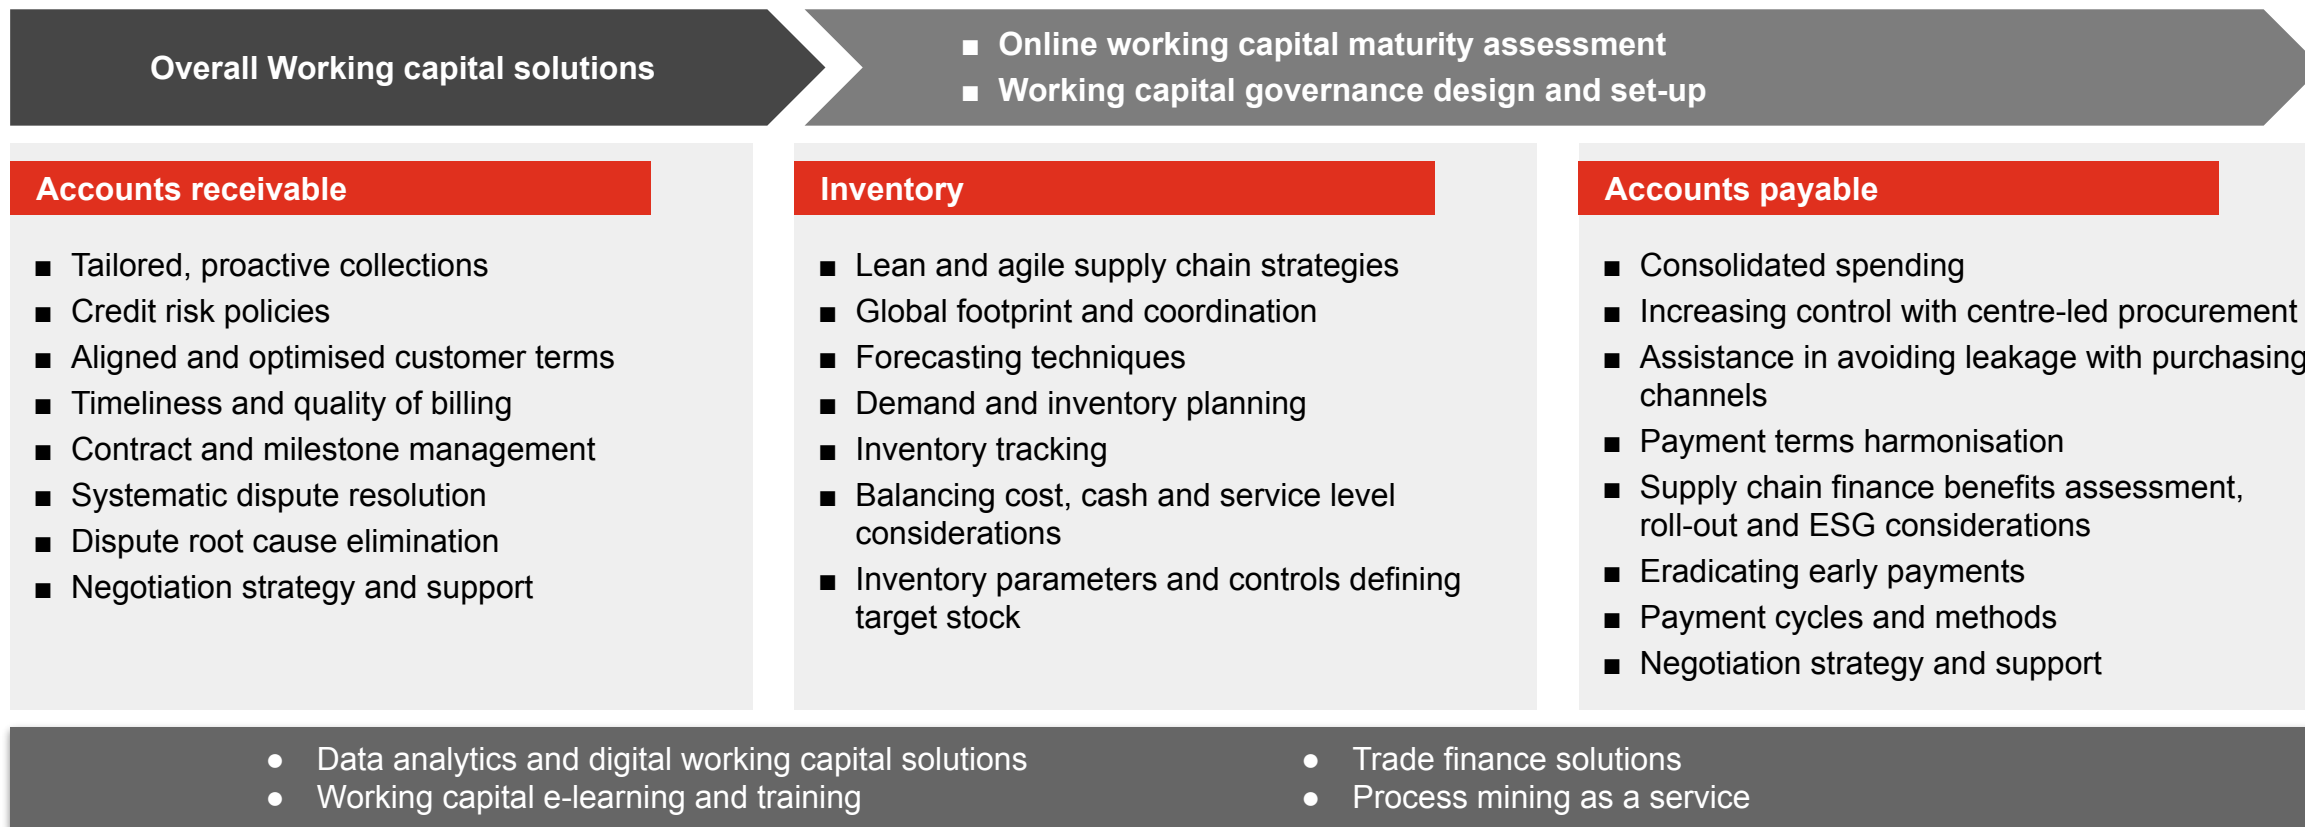 Overall Working capital solutions
■ Online working capital maturity assessment
■ Working capital governance design and set-up
Accounts receivable
■ Tailored, proactive collections
■ Credit risk policies
■ Aligned and optimised customer terms
■ Timeliness and quality of billing
■ Contract and milestone management
■ Systematic dispute resolution
■ Dispute root cause elimination
■ Negotiation strategy and support
Inventory
■ Lean and agile supply chain strategies
■ Global footprint and coordination
■ Forecasting techniques
■ Demand and inventory planning
■ Inventory tracking
■ Balancing cost, cash and service level
considerations
■ Inventory parameters and controls defining
target stock
Accounts payable
■ Consolidated spending
■ Increasing control with centre-led procurement
■ Assistance in avoiding leakage with purchasing
channels
■ Payment terms harmonisation
■ Supply chain finance benefits assessment,
roll-out and ESG considerations
■ Eradicating early payments
■ Payment cycles and methods
■ Negotiation strategy and support
● Data analytics and digital working capital solutions
● Working capital e-learning and training
● Trade finance solutions
● Process mining as a service